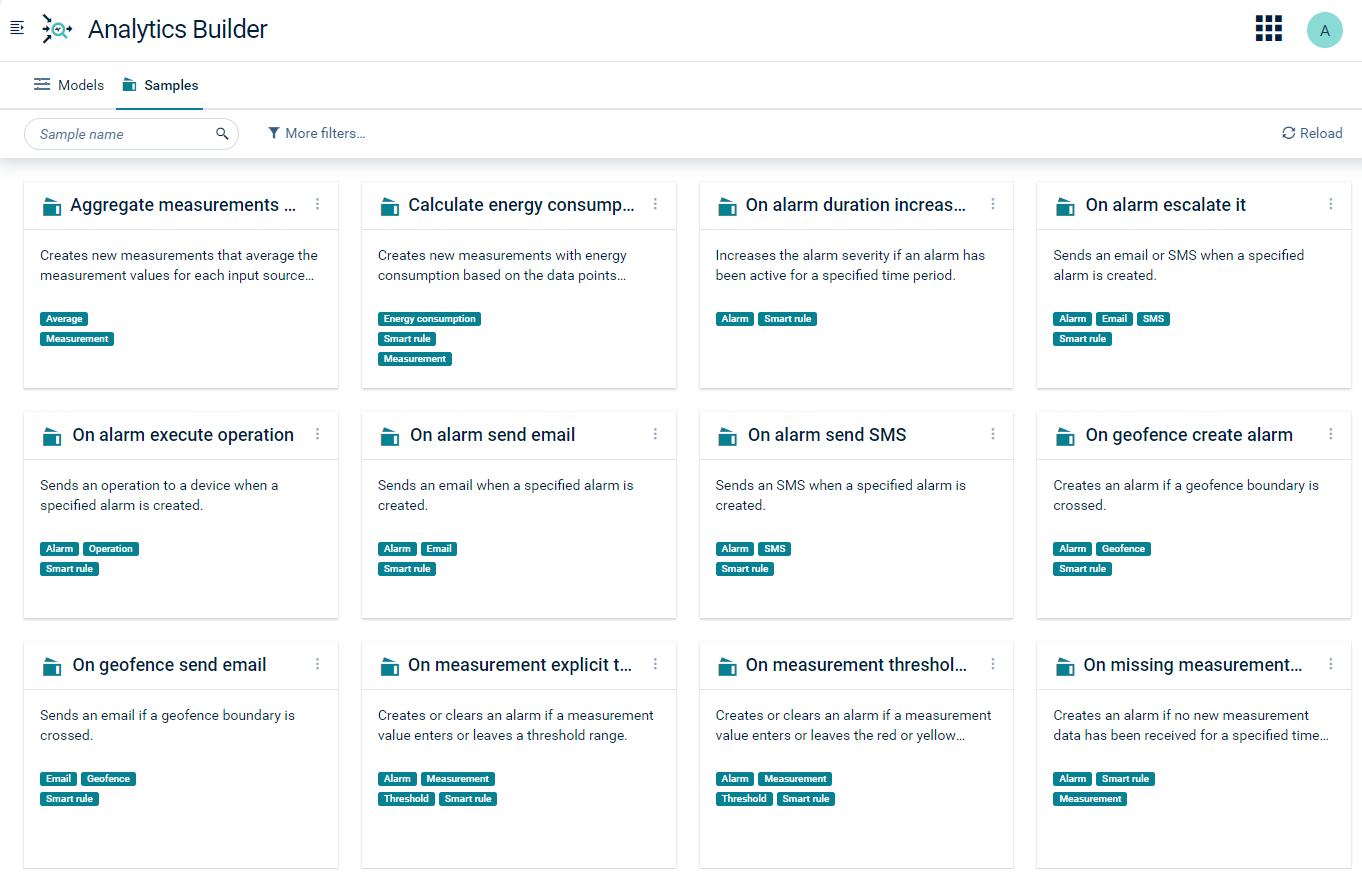 Analytics Builder
A
Models
Samples
Sample name
More filters...
Reload
Aggregate measurements ...
Creates new measurements that average the
measurement values for each input source...
Average
Measurement
Calculate energy consump...
Creates new measurements with energy
consumption based on the data points...
Energy consumption
Smart rule
Measurement
On alarm duration increas...
Increases the alarm severity if an alarm has
been active for a specified time period.
Alarm Smart rule
On alarm escalate it
Sends an email or SMS when a specified
alarm is created.
Alarm Email SMS
Smart rule
On alarm execute operation
Sends an operation to a device when a
specified alarm is created.
Alarm Operation
Smart rule
On alarm send email
Sends an email when a specified alarm is
created.
Alarm Email
Smart rule
On alarm send SMS
Sends an SMS when a specified alarm is
created.
Alarm SMS
Smart rule
On geofence create alarm
Creates an alarm if a geofence boundary is
crossed.
Alarm Geofence
Smart rule
On geofence send email
Sends an email if a geofence boundary is
crossed.
Email Geofence
Smart rule
On measurement explicit t...
Creates or clears an alarm if a measurement
value enters or leaves a threshold range.
Alarm Measurement
Threshold Smart rule
On measurement threshol...
Creates or clears an alarm if a measurement
value enters or leaves the red or yellow...
Alarm Measurement
Threshold Smart rule
On missing measurement...
Creates an alarm if no new measurement
data has been received for a specified time...
Alarm Smart rule
Measurement